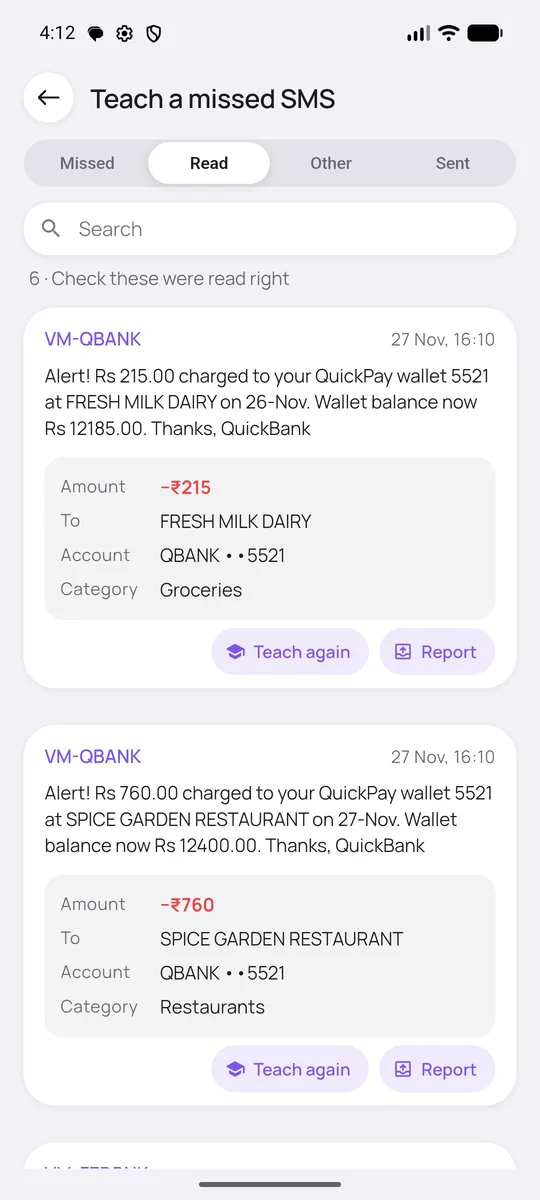 4:12
Teach a missed SMS
Missed Read Other Sent
Search
6 · Check these were read right
VM-QBANK 27 Nov, 16:10
Alert! Rs 215.00 charged to your QuickPay wallet 5521
at FRESH MILK DAIRY on 26-Nov. Wallet balance now
Rs 12185.00. Thanks, QuickBank
Amount −₹215
To FRESH MILK DAIRY
Account QBANK ••5521
Category Groceries
Teach again Report
VM-QBANK 27 Nov, 16:10
Alert! Rs 760.00 charged to your QuickPay wallet 5521
at SPICE GARDEN RESTAURANT on 27-Nov. Wallet
balance now Rs 12400.00. Thanks, QuickBank
Amount −₹760
To SPICE GARDEN RESTAURANT
Account QBANK ••5521
Category Restaurants
Teach again Report